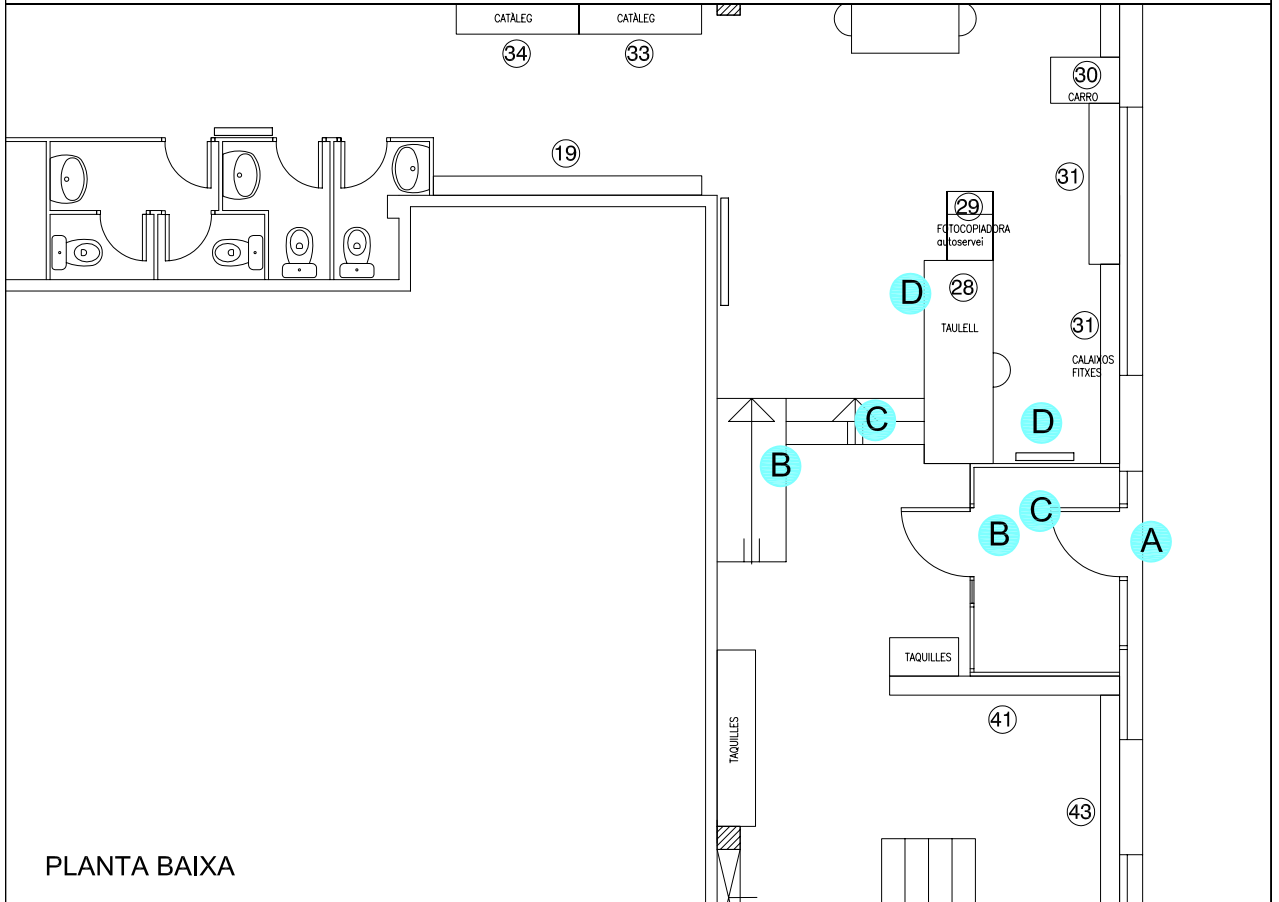 CATÀLEG
CATÀLEG
34
33
30
CARRO
19
31
29
FOTOCOPIADORA
autoservei
D
28
31
TAULELL
CALAIXOS
FITXES
C
D
B
C
B
A
TAQUILLES
41
TAQUILLES
43
PLANTA BAIXA